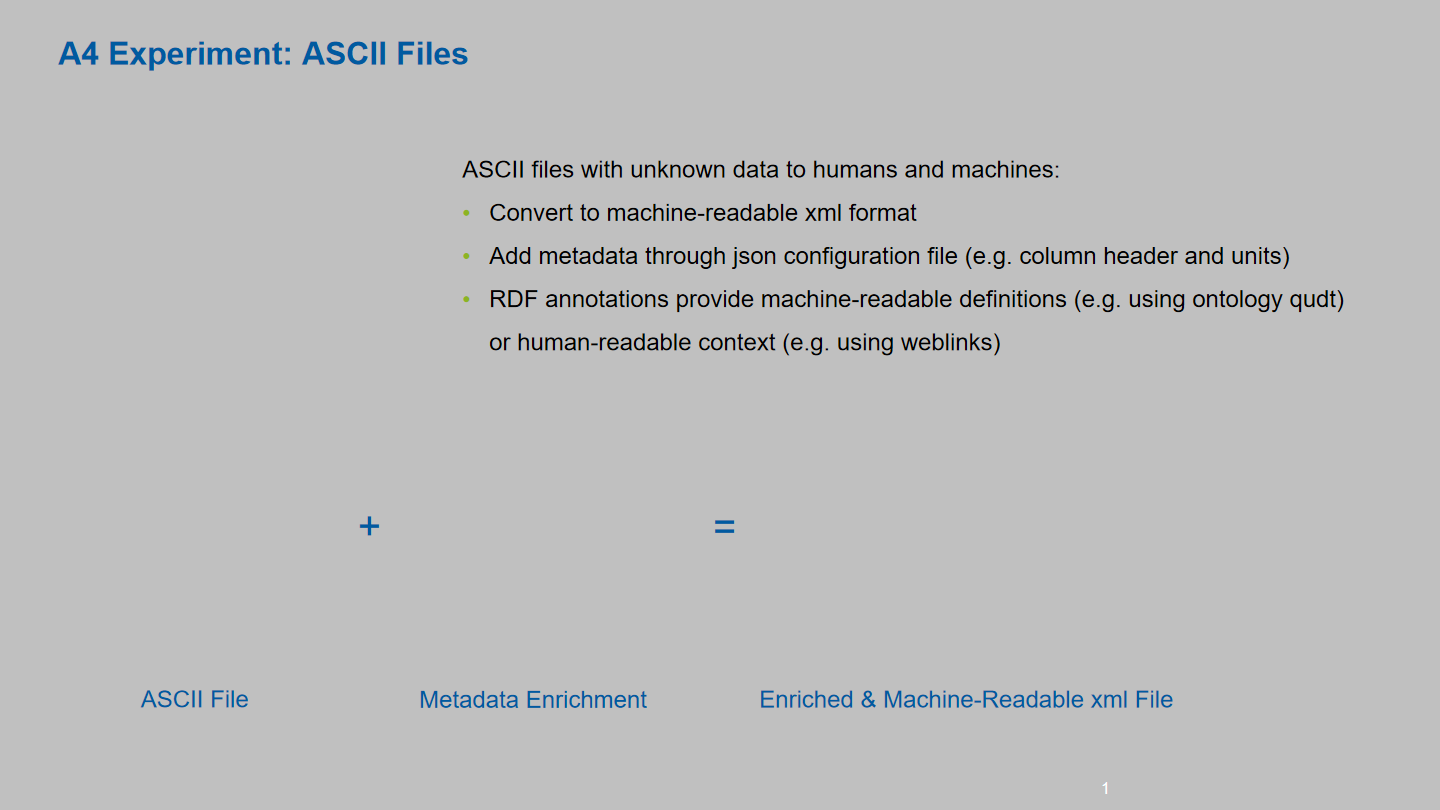 A4 Experiment: ASCII Files
ASCII files with unknown data to humans and machines:
• Convert to machine-readable xml format
• Add metadata through json configuration file (e.g. column header and units)
• RDF annotations provide machine-readable definitions (e.g. using ontology qudt)
or human-readable context (e.g. using weblinks)
+ =
ASCII File Metadata Enrichment Enriched & Machine-Readable xml File
1